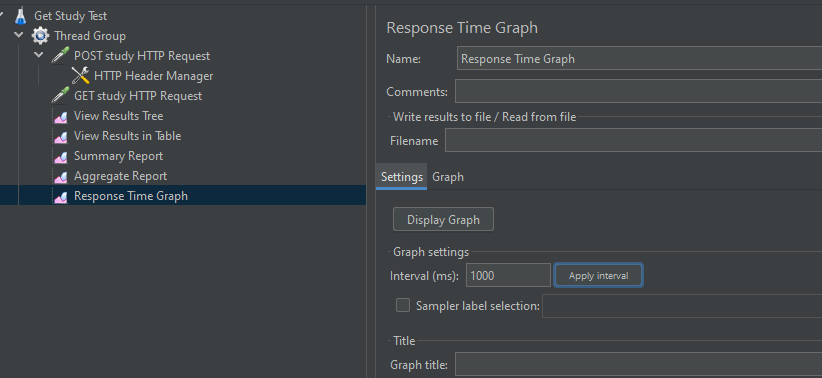 Get Study Test
Thread Group
POST study HTTP Request
HTTP Header Manager
GET study HTTP Request
View Results Tree
View Results in Table
Summary Report
Aggregate Report
Response Time Graph
Response Time Graph
Name: Response Time Graph
Comments:
Write results to file / Read from file
Filename
Settings Graph
Display Graph
Graph settings
Interval (ms): 1000 Apply interval
Sampler label selection:
Title
Graph title: